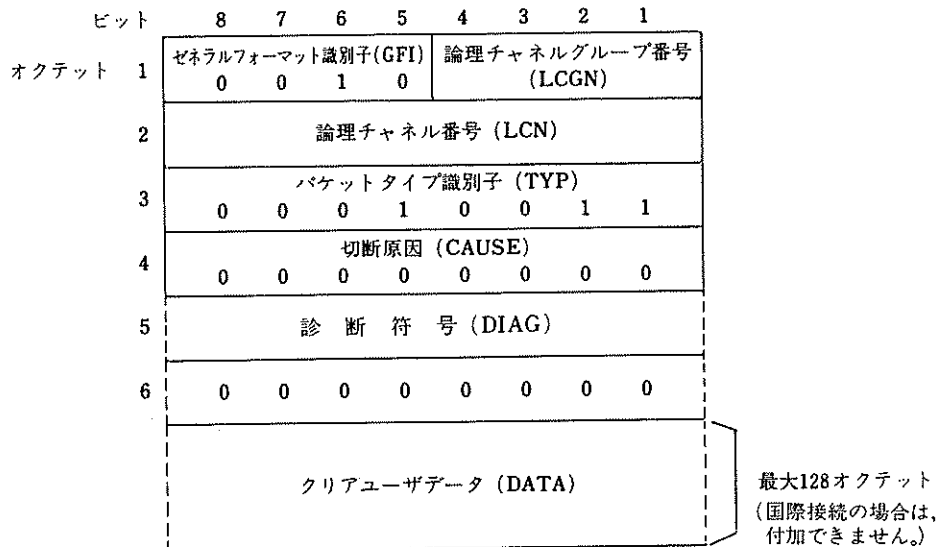 ビット 8 7 6 5 4 3 2 1
オクテット 1
ゼネラルフォーマット識別子(GFI)
0 0 1 0
論理チャネルグループ番号
(LCGN)
2 論理チャネル番号 (LCN)
3 パケットタイプ識別子 (TYP)
0 0 0 1 0 0 1 1
4 切断原因 (CAUSE)
0 0 0 0 0 0 0 0
5 診断符号 (DIAG)
6 0 0 0 0 0 0 0 0
クリアユーザデータ (DATA)
最大128オクテット
(国際接続の場合は,
付加できません。)